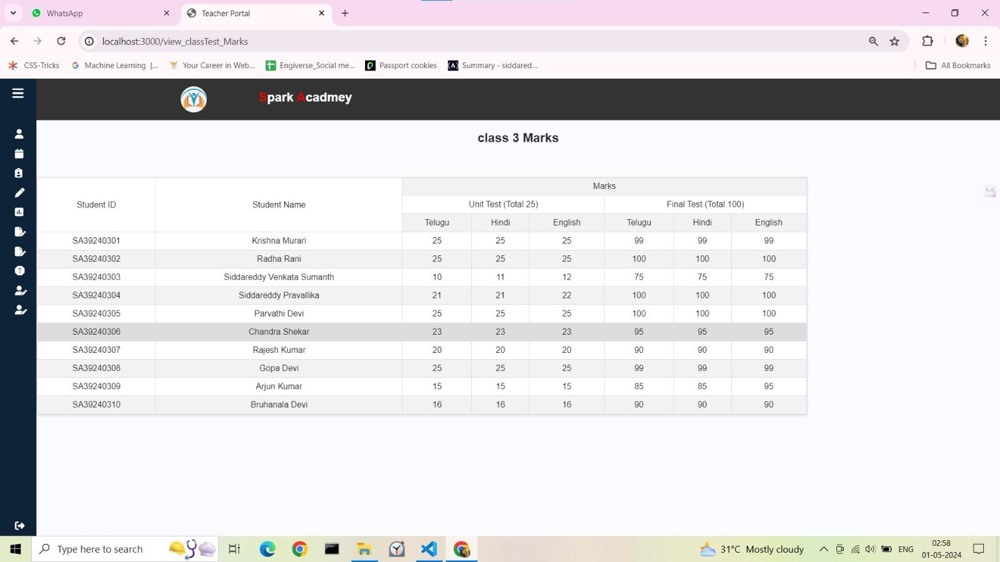 WhatsApp
Teacher Portal
localhost:3000/view_classTest_Marks
CSS-Tricks
Machine Learning |...
Your Career in Web...
Engiverse_Social me...
Passport cookies
Summary - siddared...
All Bookmarks
Spark Acadmey
class 3 Marks
Student ID Student Name Marks
Unit Test (Total 25) Final Test (Total 100)
Telugu Hindi English Telugu Hindi English
SA39240301 Krishna Murari 25 25 25 99 99 99
SA39240302 Radha Rani 25 25 25 100 100 100
SA39240303 Siddareddy Venkata Sumanth 10 11 12 75 75 75
SA39240304 Siddareddy Pravallika 21 21 22 100 100 100
SA39240305 Parvathi Devi 25 25 25 100 100 100
SA39240306 Chandra Shekar 23 23 23 95 95 95
SA39240307 Rajesh Kumar 20 20 20 90 90 90
SA39240308 Gopa Devi 25 25 25 99 99 99
SA39240309 Arjun Kumar 15 15 15 85 85 95
SA39240310 Bruhanala Devi 16 16 16 90 90 90
Type here to search
31°C Mostly cloudy
ENG
02:58
01-05-2024